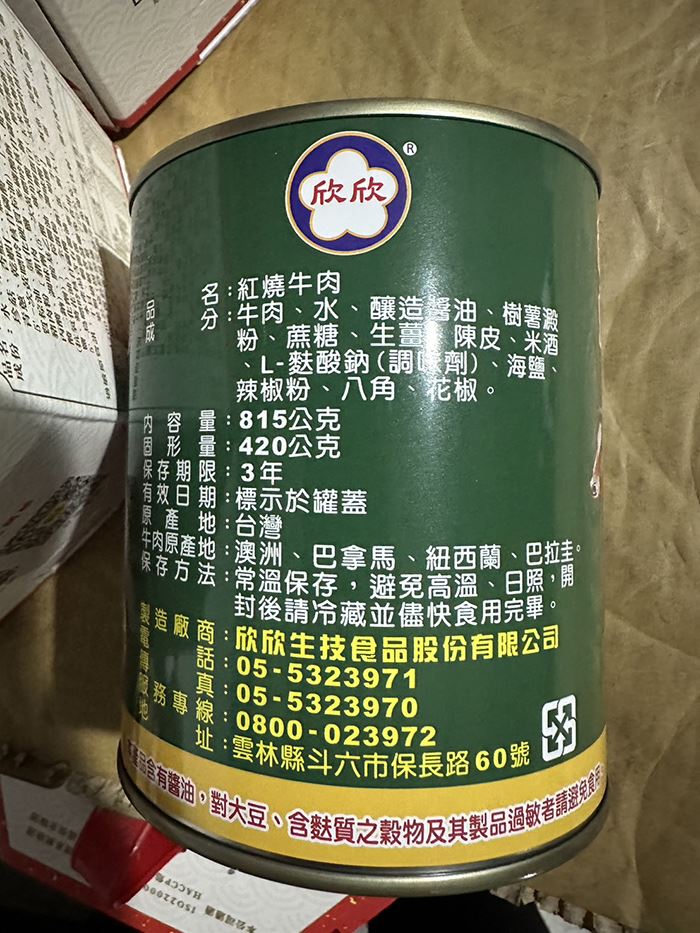 欣欣®
品名：紅燒牛肉
成分：牛肉、水、釀造醬油、樹薯澱
粉、蔗糖、生薑、陳皮、米酒
、L-麩酸鈉(調味劑)、海鹽、
辣椒粉、八角、花椒。
內容量：815公克
固形量：420公克
保存期限：3年
有效日期：標示於罐蓋
原產地：台灣
牛肉原產地：澳洲、巴拿馬、紐西蘭、巴拉圭。
保存方法：常溫保存，避免高溫、日照，開
封後請冷藏並儘快食用完畢。
製造廠商：欣欣生技食品股份有限公司
電話：05-5323971
傳真：05-5323970
服務專線：0800-023972
地址：雲林縣斗六市保長路60號
產品含有醬油，對大豆、含麩質之穀物及其製品過敏者請避免食用
ISO22000
HACCP